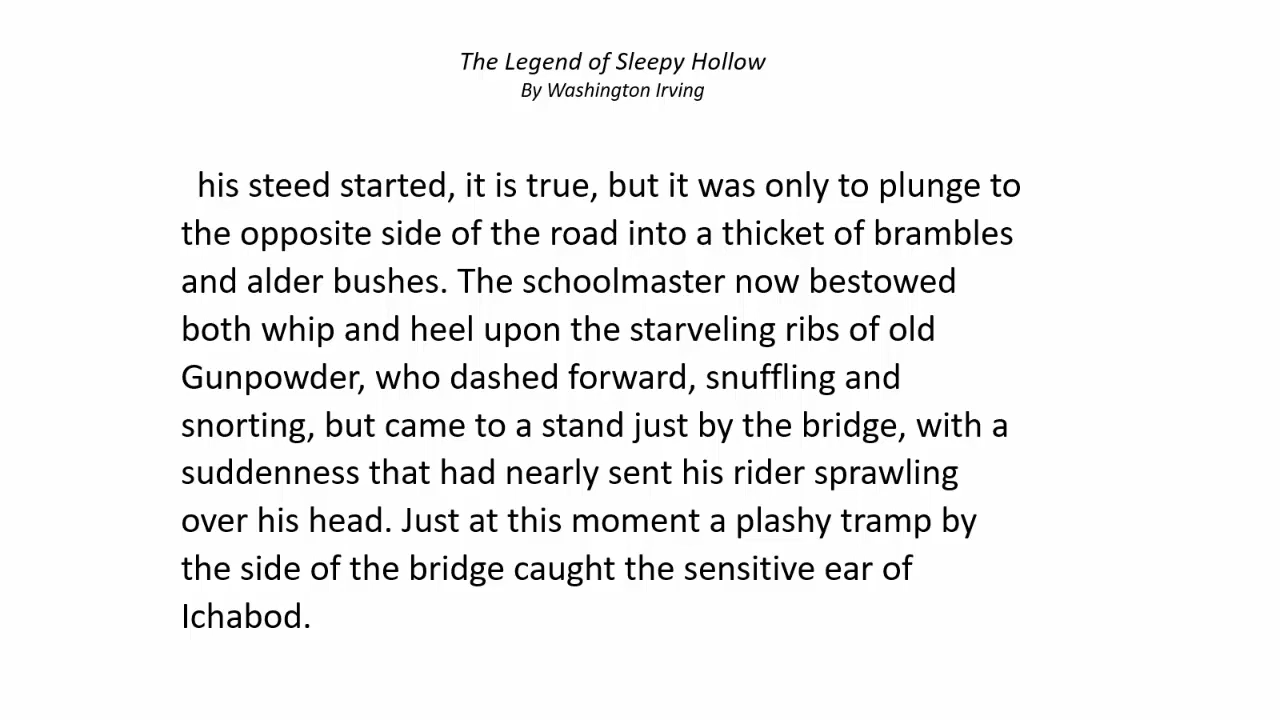 The Legend of Sleepy Hollow
By Washington Irving
his steed started, it is true, but it was only to plunge to
the opposite side of the road into a thicket of brambles
and alder bushes. The schoolmaster now bestowed
both whip and heel upon the starveling ribs of old
Gunpowder, who dashed forward, snuffling and
snorting, but came to a stand just by the bridge, with a
suddenness that had nearly sent his rider sprawling
over his head. Just at this moment a plashy tramp by
the side of the bridge caught the sensitive ear of
Ichabod.